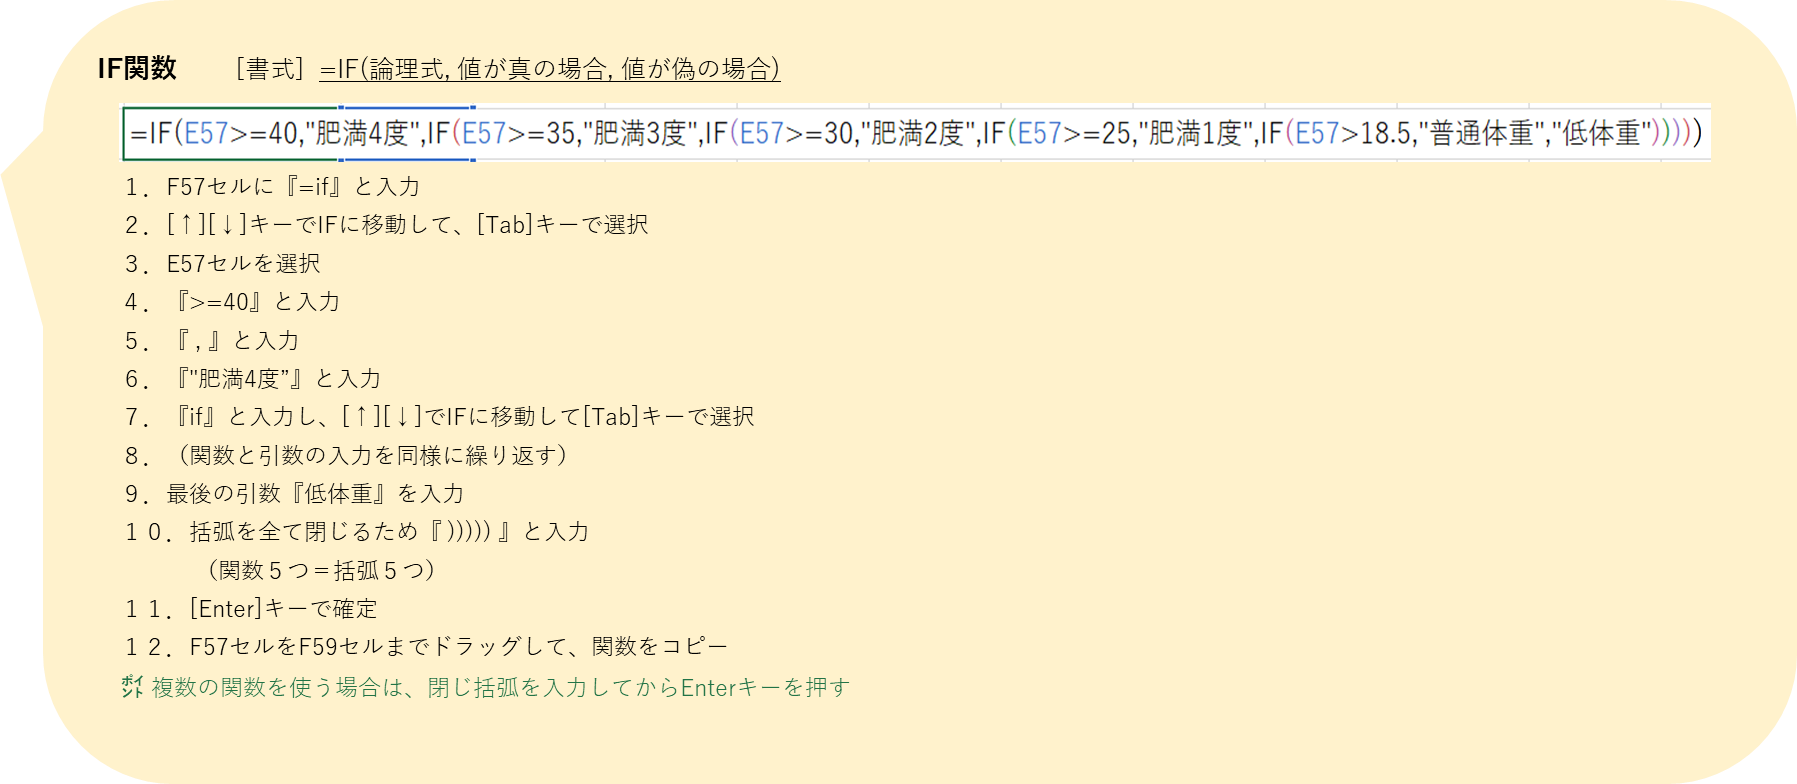 IF関数　［書式］ =IF(論理式, 値が真の場合, 値が偽の場合)
=IF(E57>=40,"肥満4度",IF(E57>=35,"肥満3度",IF(E57>=30,"肥満2度",IF(E57>=25,"肥満1度",IF(E57>18.5,"普通体重","低体重")))))
１．F57セルに『=if』と入力
２．[↑][↓]キーでIFに移動して、[Tab]キーで選択
３．E57セルを選択
４．『>=40』と入力
５．『 , 』と入力
６．『"肥満4度”』と入力
７．『if』と入力し、[↑][↓]でIFに移動して[Tab]キーで選択
８．（関数と引数の入力を同様に繰り返す）
９．最後の引数『低体重』を入力
１０．括弧を全て閉じるため『 ))))) 』と入力
（関数５つ＝括弧５つ）
１１．[Enter]キーで確定
１２．F57セルをF59セルまでドラッグして、関数をコピー
ポイント 複数の関数を使う場合は、閉じ括弧を入力してからEnterキーを押す